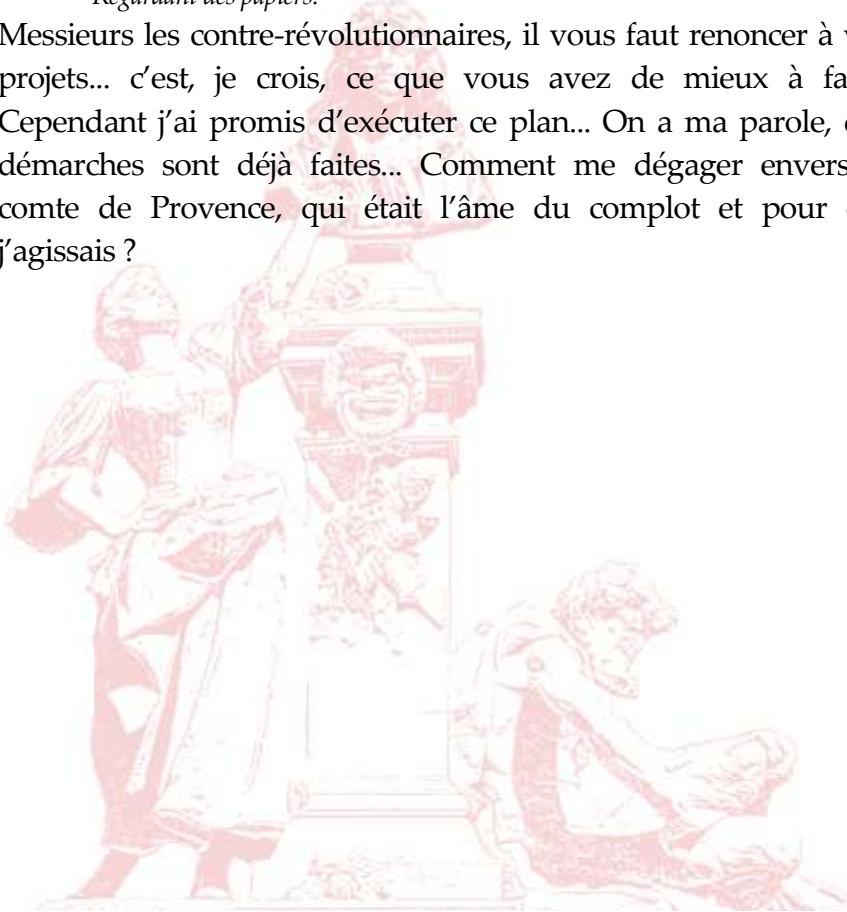 Regardant des papiers.
Messieurs les contre-révolutionnaires, il vous faut renoncer à
projets... c’est, je crois, ce que vous avez de mieux à
Cependant j’ai promis d’exécuter ce plan... On a ma parole,
démarches sont déjà faites... Comment me dégager envers
comte de Provence, qui était l’âme du complot et pour
j’agissais ?